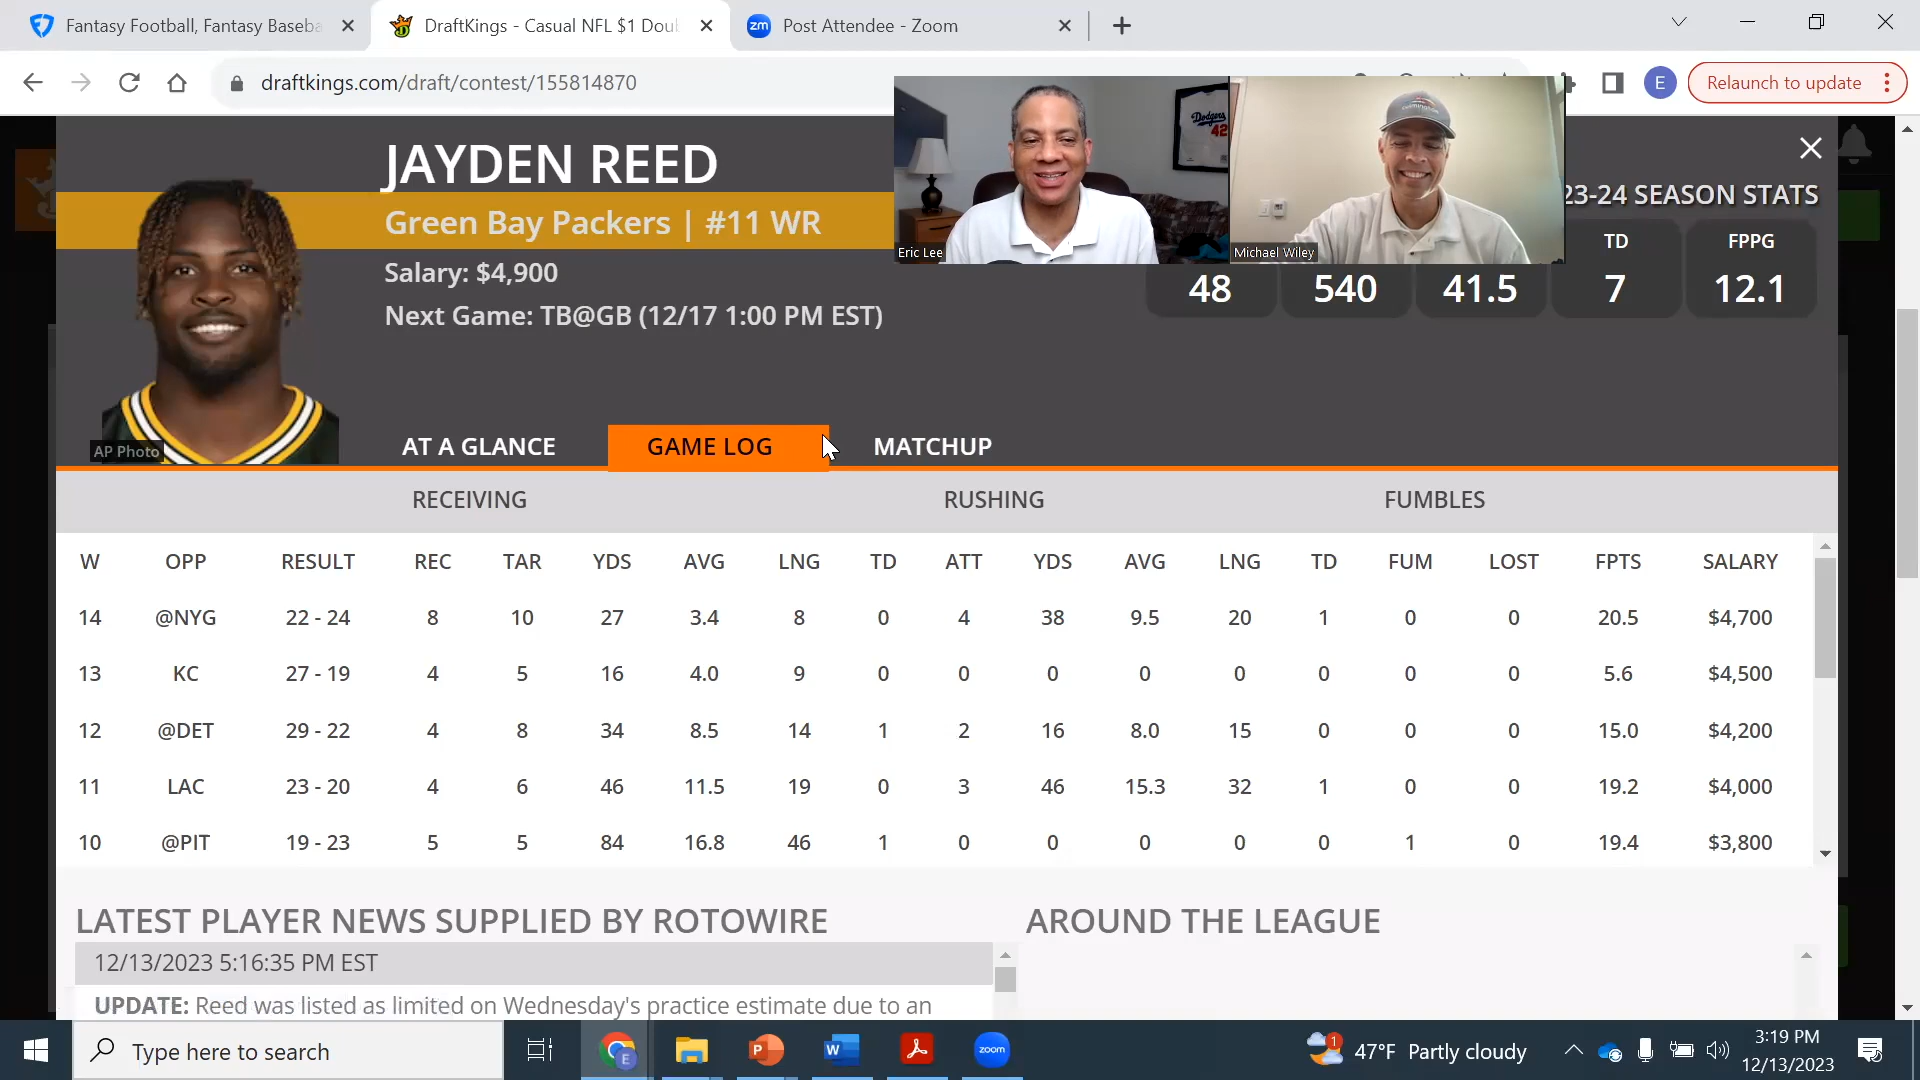 Fantasy Football, Fantasy Baseba
DraftKings - Casual NFL $1 Dou
zm
Post Attendee - Zoom
draftkings.com/draft/contest/155814870
E
Relaunch to update
JAYDEN REED
Green Bay Packers | #11 WR
Salary: $4,900
Next Game: TB@GB (12/17 1:00 PM EST)
AP Photo
Dodgers
42
Eric Lee
Michael Wiley
23-24 SEASON STATS
TD FPPG
48 540 41.5 7 12.1
AT A GLANCE GAME LOG MATCHUP
RECEIVING RUSHING FUMBLES
W OPP RESULT REC TAR YDS AVG LNG TD ATT YDS AVG LNG TD FUM LOST FPTS SALARY
14 @NYG 22 - 24 8 10 27 3.4 8 0 4 38 9.5 20 1 0 0 20.5 $4,700
13 KC 27 - 19 4 5 16 4.0 9 0 0 0 0 0 0 0 0 5.6 $4,500
12 @DET 29 - 22 4 8 34 8.5 14 1 2 16 8.0 15 0 0 0 15.0 $4,200
11 LAC 23 - 20 4 6 46 11.5 19 0 3 46 15.3 32 1 0 0 19.2 $4,000
10 @PIT 19 - 23 5 5 84 16.8 46 1 0 0 0 0 0 1 0 19.4 $3,800
LATEST PLAYER NEWS SUPPLIED BY ROTOWIRE
AROUND THE LEAGUE
12/13/2023 5:16:35 PM EST
UPDATE: Reed was listed as limited on Wednesday's practice estimate due to an
Type here to search
E
P
W
zoom
1
47°F Partly cloudy
3:19 PM
12/13/2023